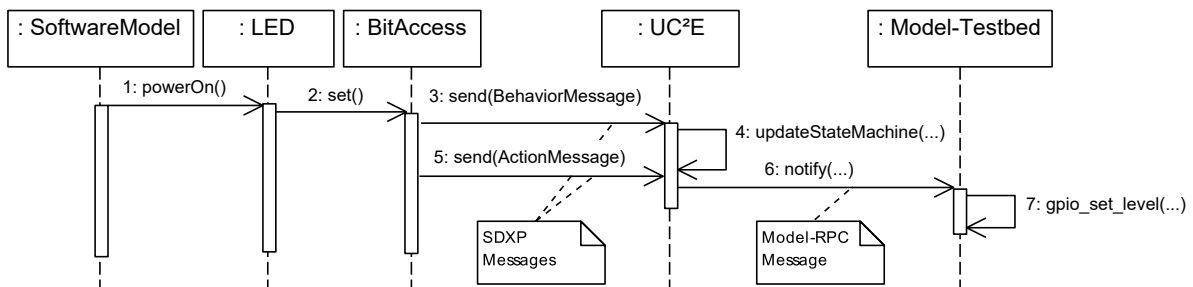 : SoftwareModel
: LED
: BitAccess
: UC²E
: Model-Testbed
1: powerOn()
2: set()
3: send(BehaviorMessage)
4: updateStateMachine(...)
5: send(ActionMessage)
6: notify(...)
7: gpio_set_level(...)
SDXP
Messages
Model-RPC
Message